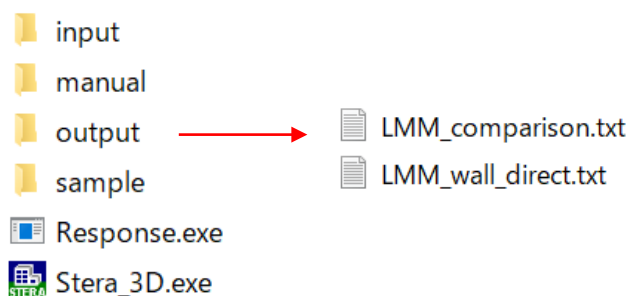 input
manual
output
sample
Response.exe
STERA
Stera_3D.exe
LMM_comparison.txt
LMM_wall_direct.txt